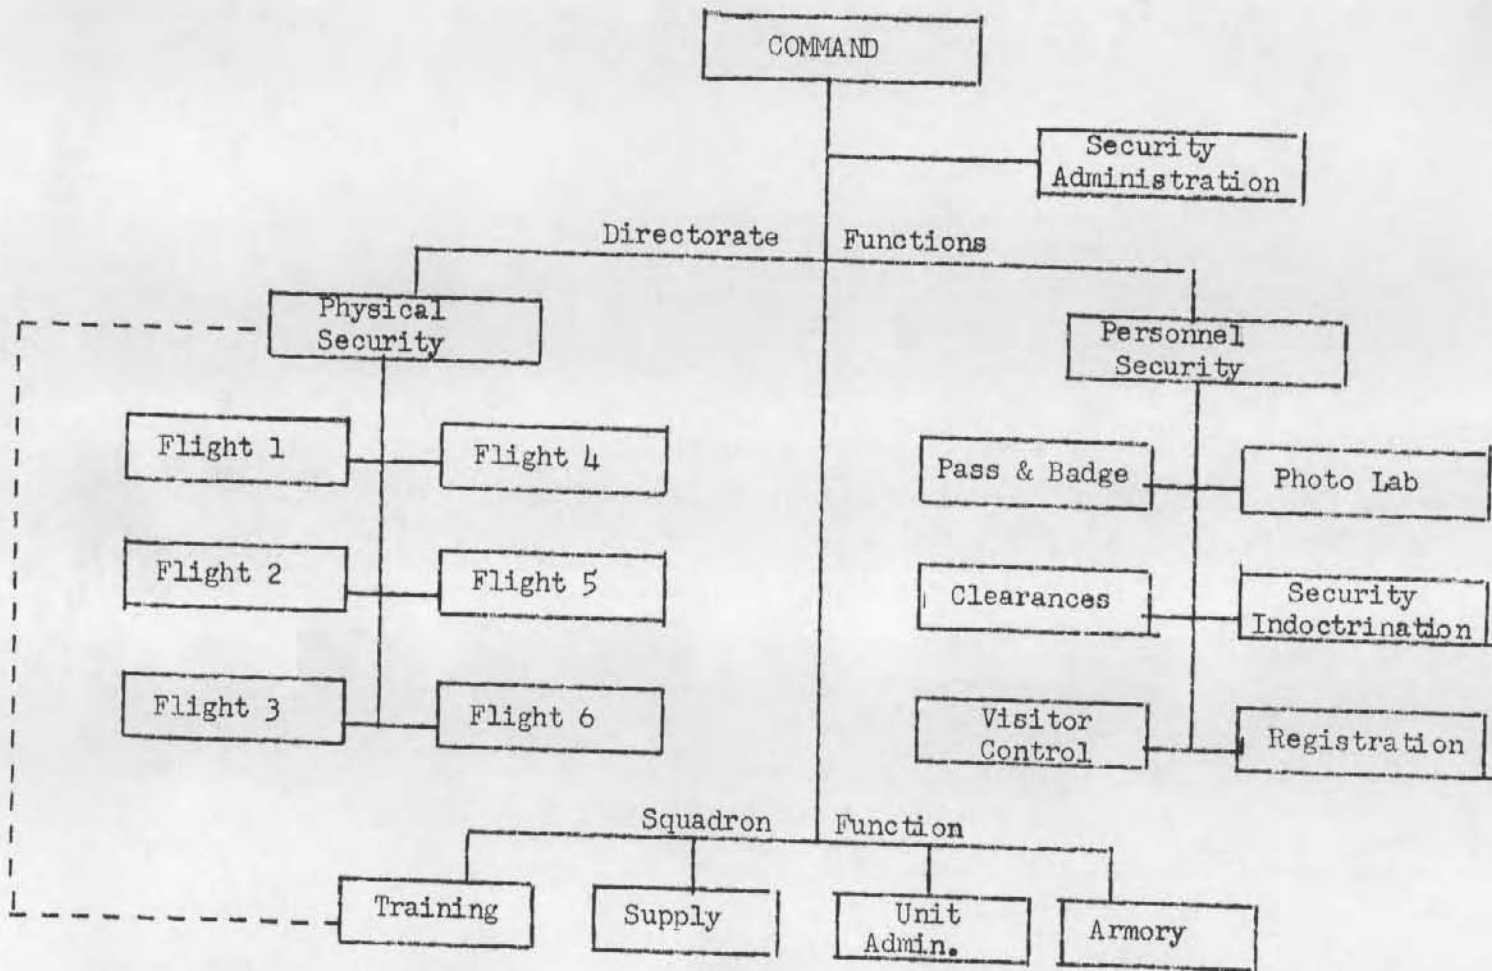 COMMAND
Security
Administration
Directorate Functions
Physical
Security
Personnel
Security
Flight 1
Flight 4
Pass & Badge
Photo Lab
Flight 2
Flight 5
Clearances
Security
Indoctrination
Flight 3
Flight 6
Visitor
Control
Registration
Squadron Function
Training
Supply
Unit
Admin.
Armory